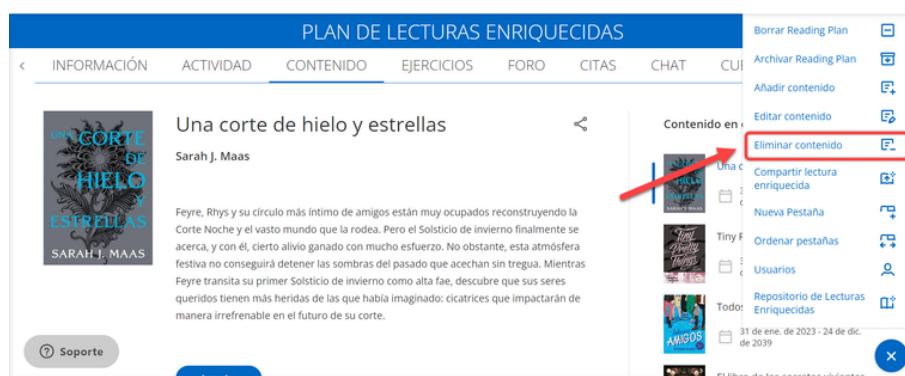 PLAN DE LECTURAS ENRIQUECIDAS
INFORMACIÓN ACTIVIDAD CONTENIDO EJERCICIOS FORO CITAS CHAT
UNA CORTE
DE
HIELO
Y
ESTRELLAS
SARAH J. MAAS
Una corte de hielo y estrellas
Sarah J. Maas
Feyre, Rhys y su círculo más íntimo de amigos están muy ocupados reconstruyendo la
Corte Noche y el vasto mundo que la rodea. Pero el Solsticio de invierno finalmente se
acerca, y con él, cierto alivio ganado con mucho esfuerzo. No obstante, esta atmósfera
festiva no conseguirá detener las sombras del pasado que acechan sin tregua. Mientras
Feyre transita su primer Solsticio de invierno como alta fae, descubre que sus seres
queridos tienen más heridas de las que había imaginado: cicatrices que impactarán de
manera irrefrenable en el futuro de su corte.
Soporte
Contenido en
Una
Tiny
Tiny Pretty Things
Todos
AMIGOS
31 de ene. de 2023 - 24 de dic.
de 2039
Borrar Reading Plan
Archivar Reading Plan
Añadir contenido
Editar contenido
Eliminar contenido
Compartir lectura
enriquecida
Nueva Pestaña
Ordenar pestañas
Usuarios
Repositorio de Lecturas
Enriquecidas